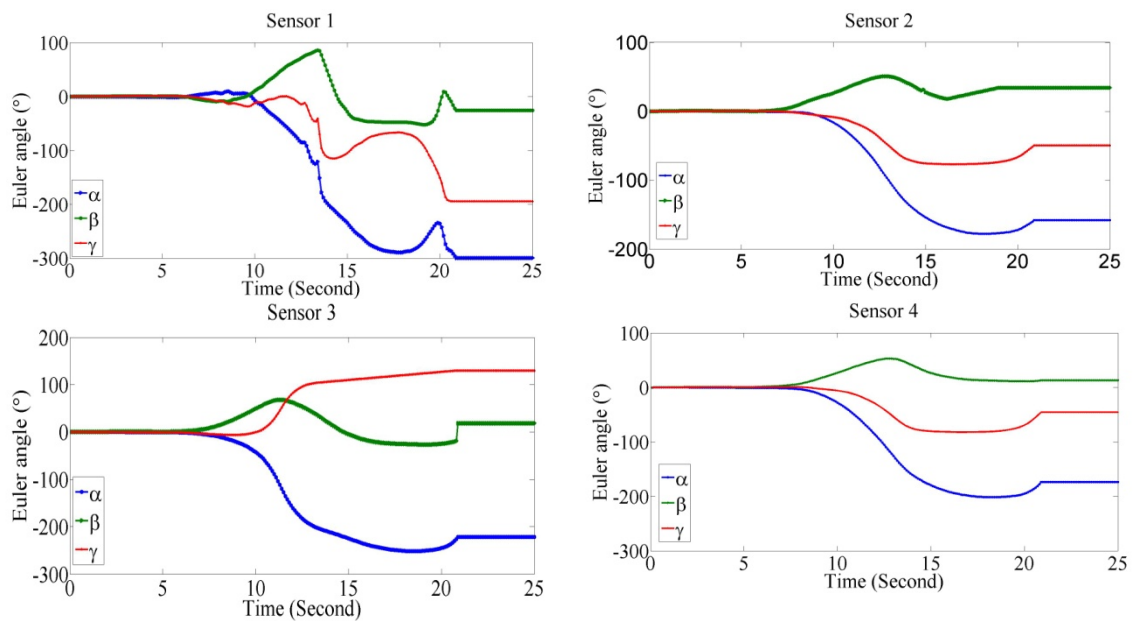 Sensor 1
Euler angle (°)
100
0
-100
-200
-300
α
β
γ
0 5 10 15 20 25
Time (Second)
Sensor 2
Euler angle (°)
100
0
-100
-200
α
β
γ
0 5 10 15 20 25
Time (Second)
Sensor 3
Euler angle (°)
200
100
0
-100
-200
-300
α
β
γ
0 5 10 15 20 25
Time (Second)
Sensor 4
Euler angle (°)
100
0
-100
-200
-300
α
β
γ
0 5 10 15 20 25
Time (Second)